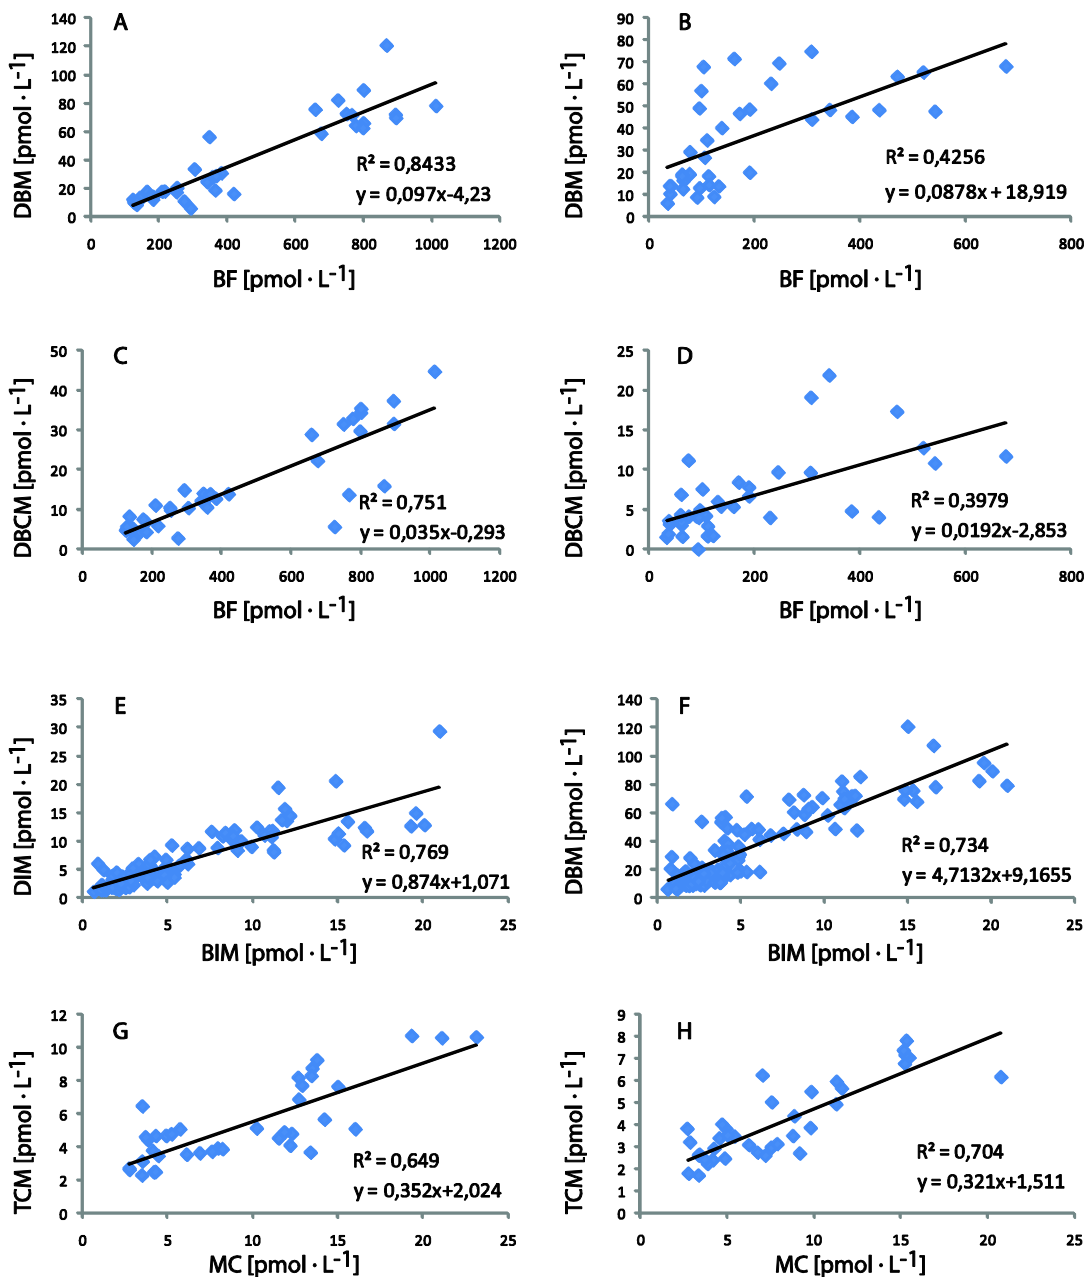 A
DBM [pmol · L-1]
140
120
100
80
60
40
20
0
R² = 0,8433
y = 0,097x-4,23
0 200 400 600 800 1000 1200
BF [pmol · L-1]
B
DBM [pmol · L-1]
90
80
70
60
50
40
30
20
10
0
R² = 0,4256
y = 0,0878x + 18,919
0 200 400 600 800
BF [pmol · L-1]
C
DBCM [pmol · L-1]
50
40
30
20
10
0
R² = 0,751
y = 0,035x-0,293
0 200 400 600 800 1000 1200
BF [pmol · L-1]
D
DBCM [pmol · L-1]
25
20
15
10
5
0
R² = 0,3979
y = 0,0192x-2,853
0 200 400 600 800
BF [pmol · L-1]
E
DIM [pmol · L-1]
35
30
25
20
15
10
5
0
R² = 0,769
y = 0,874x+1,071
0 5 10 15 20 25
BIM [pmol · L-1]
F
DBM [pmol · L-1]
140
120
100
80
60
40
20
0
R² = 0,734
y = 4,7132x+9,1655
0 5 10 15 20 25
BIM [pmol · L-1]
G
TCM [pmol · L-1]
12
10
8
6
4
2
0
R² = 0,649
y = 0,352x+2,024
0 5 10 15 20 25
MC [pmol · L-1]
H
TCM [pmol · L-1]
9
8
7
6
5
4
3
2
1
0
R² = 0,704
y = 0,321x+1,511
0 5 10 15 20 25
MC [pmol · L-1]